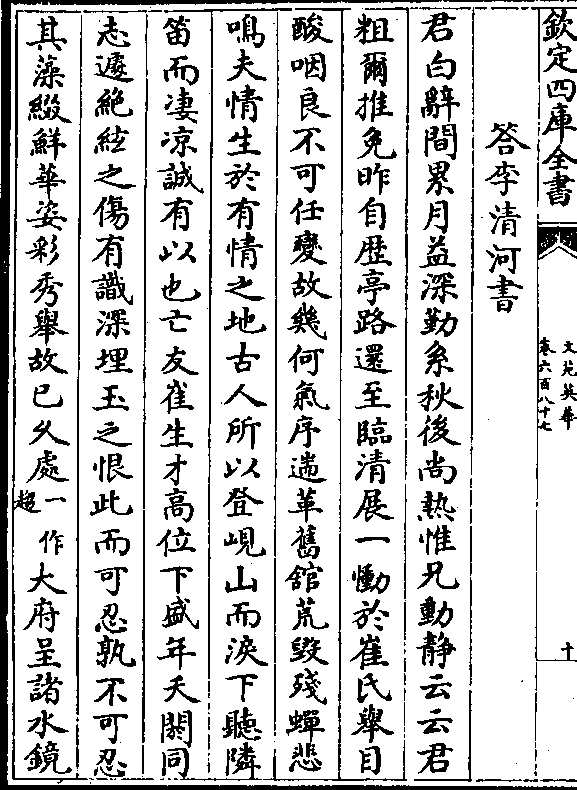 欽定四庫全書
文苑英華
卷六百八十七
十
答李清河書
君白辭間累月益深勤系秋後尚熱惟兄動静云云君
粗爾推免昨自歴亭路還至臨清展一慟於崔氏舉目
酸咽良不可任變故幾何氣序遄革舊舘荒毀殘蟬悲
鳴夫情生於有情之地古人所以登峴山而淚下聽隣
笛而凄凉誠有以也亡友崔生才高位下盛年夭閼同
志遽絶絃之傷有識深埋玉之恨此而可忍孰不可忍
其藻緻鮮華姿彩秀舉故已久處一作超大府呈諸水鏡